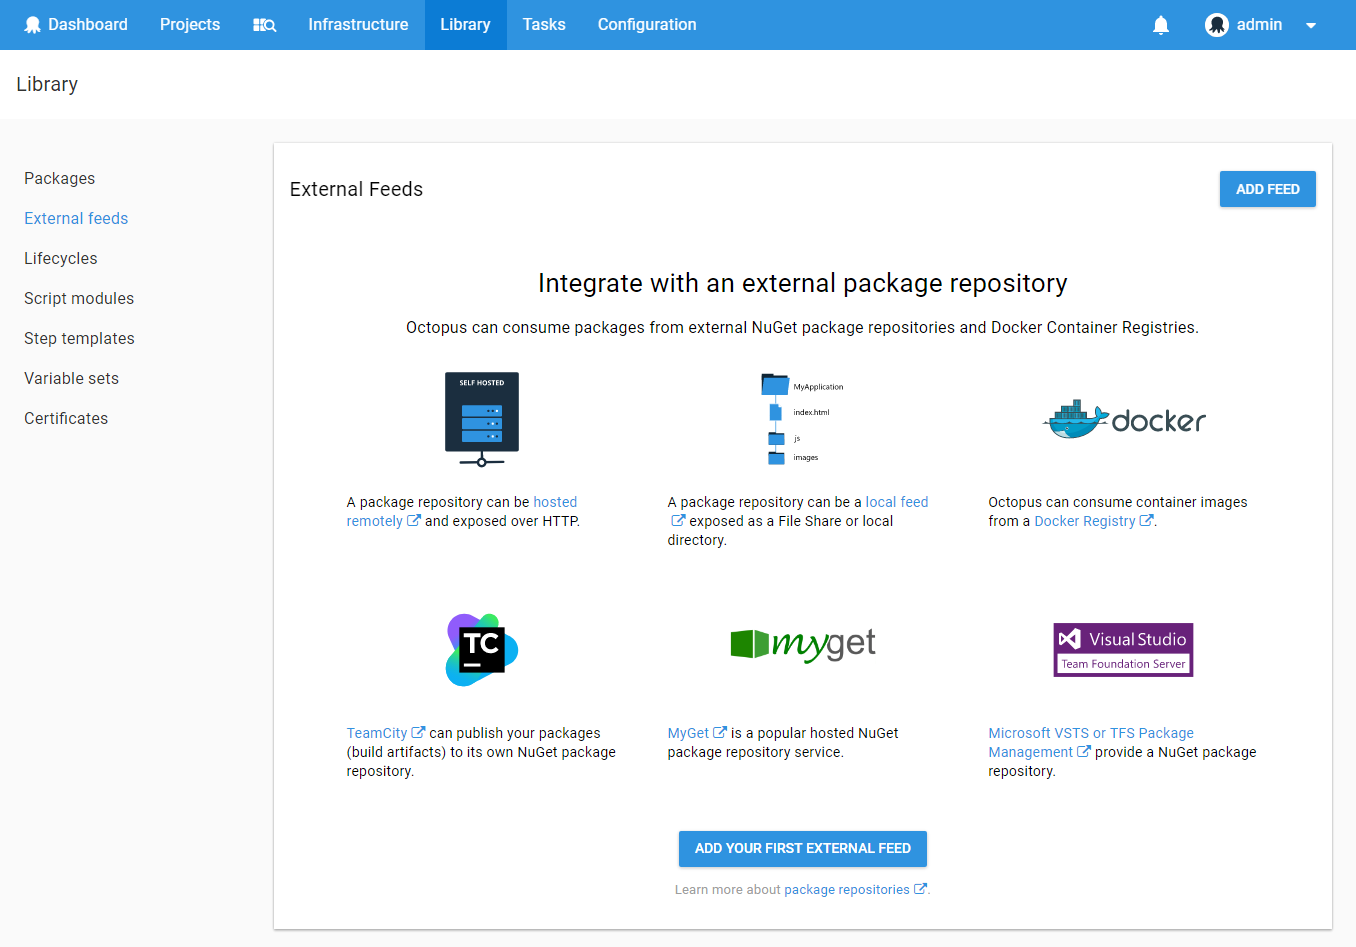 Dashboard Projects Infrastructure Library Tasks Configuration admin
Library
Packages
External feeds
Lifecycles
Script modules
Step templates
Variable sets
Certificates
External Feeds
ADD FEED
Integrate with an external package repository
Octopus can consume packages from external NuGet package repositories and Docker Container Registries.
SELF HOSTED
A package repository can be hosted
remotely and exposed over HTTP.
MyApplication
index.html
js
images
A package repository can be a local feed
exposed as a File Share or local
directory.
docker
Octopus can consume container images
from a Docker Registry .
TC
TeamCity can publish your packages
(build artifacts) to its own NuGet package
repository.
myget
MyGet is a popular hosted NuGet
package repository service.
Visual Studio
Team Foundation Server
Microsoft VSTS or TFS Package
Management provide a NuGet package
repository.
ADD YOUR FIRST EXTERNAL FEED
Learn more about package repositories .